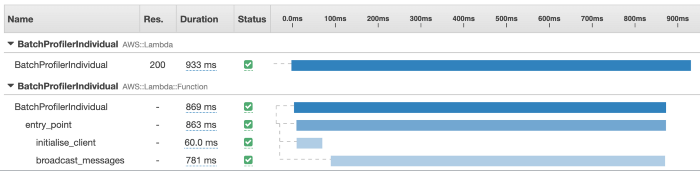 Name Res. Duration Status 0.0ms 100ms 200ms 300ms 400ms 500ms 600ms 700ms 800ms 900ms
BatchProfilerIndividual AWS::Lambda
BatchProfilerIndividual 200 933 ms
BatchProfilerIndividual AWS::Lambda::Function
BatchProfilerIndividual - 869 ms
entry_point - 863 ms
initialise_client - 60.0 ms
broadcast_messages - 781 ms